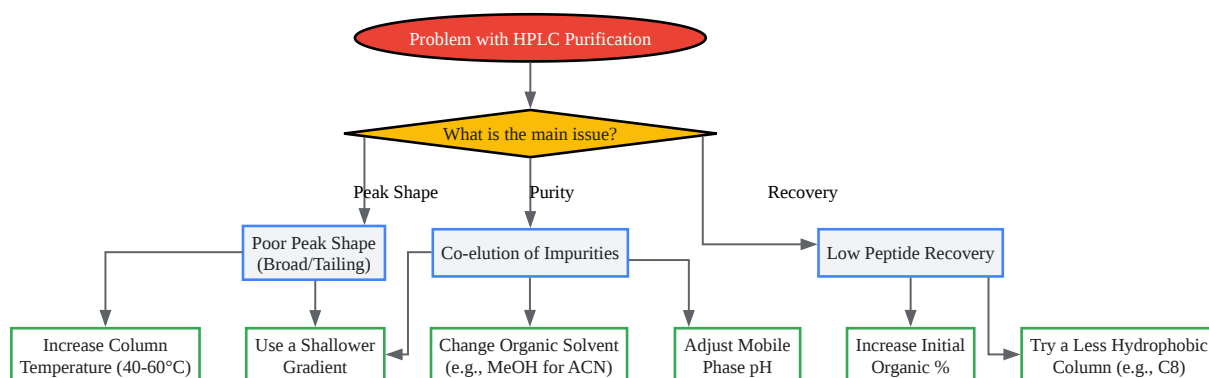 Problem with HPLC Purification
What is the main issue?
Peak Shape
Purity
Recovery
Poor Peak Shape
(Broad/Tailing)
Co-elution of Impurities
Low Peptide Recovery
Increase Column
Temperature (40-60°C)
Use a Shallower
Gradient
Change Organic Solvent
(e.g., MeOH for ACN)
Adjust Mobile
Phase pH
Increase Initial
Organic %
Try a Less Hydrophobic
Column (e.g., C8)